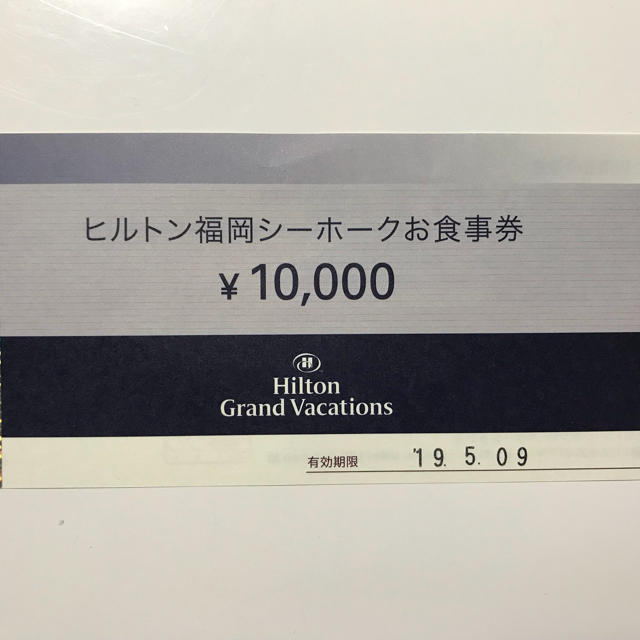 ヒルトン福岡シーホークお食事券
¥ 10,000
H
Hilton
Grand Vacations
有効期限 '19. 5. 09